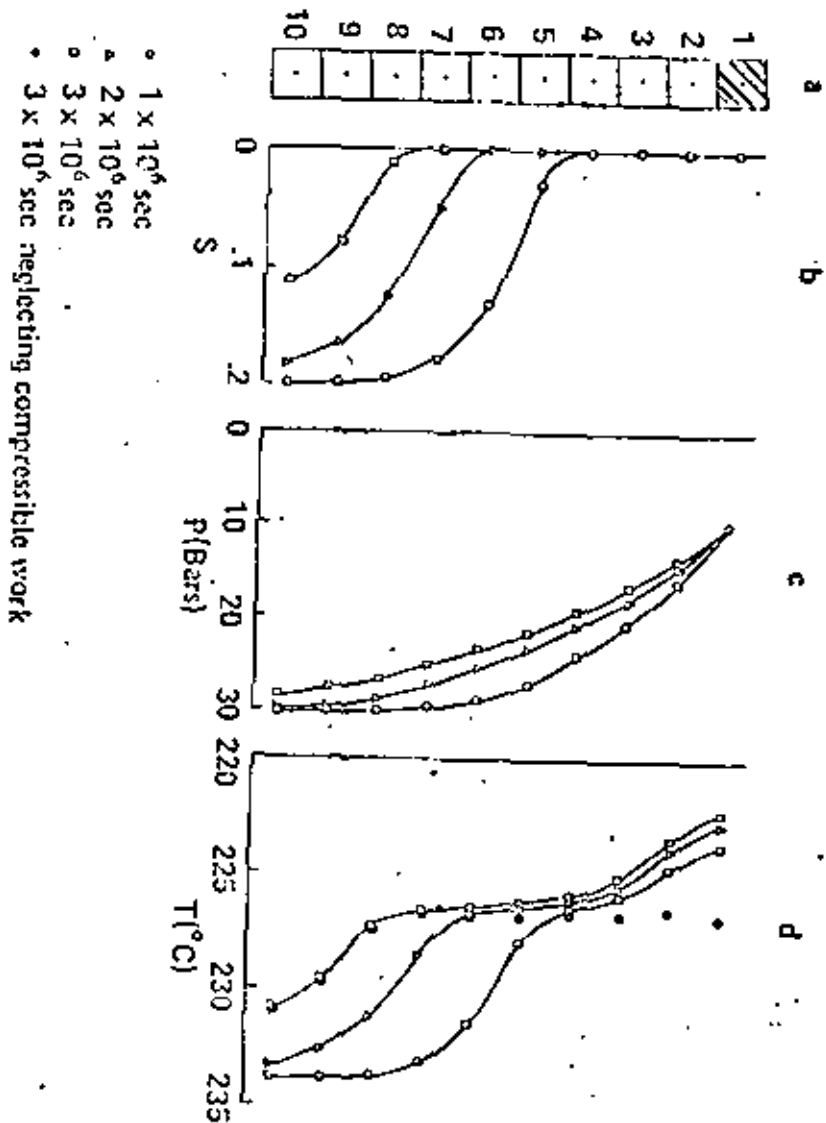 a b c d
1
2
3
4
5
6
7
8
9
10
0 .1 .2 0 10 20 30 220 225 230 235
S P(Bars) T(°C)
1 x 10⁶ sec
2 x 10⁶ sec
3 x 10⁶ sec
3 x 10⁶ sec neglecting compressible work